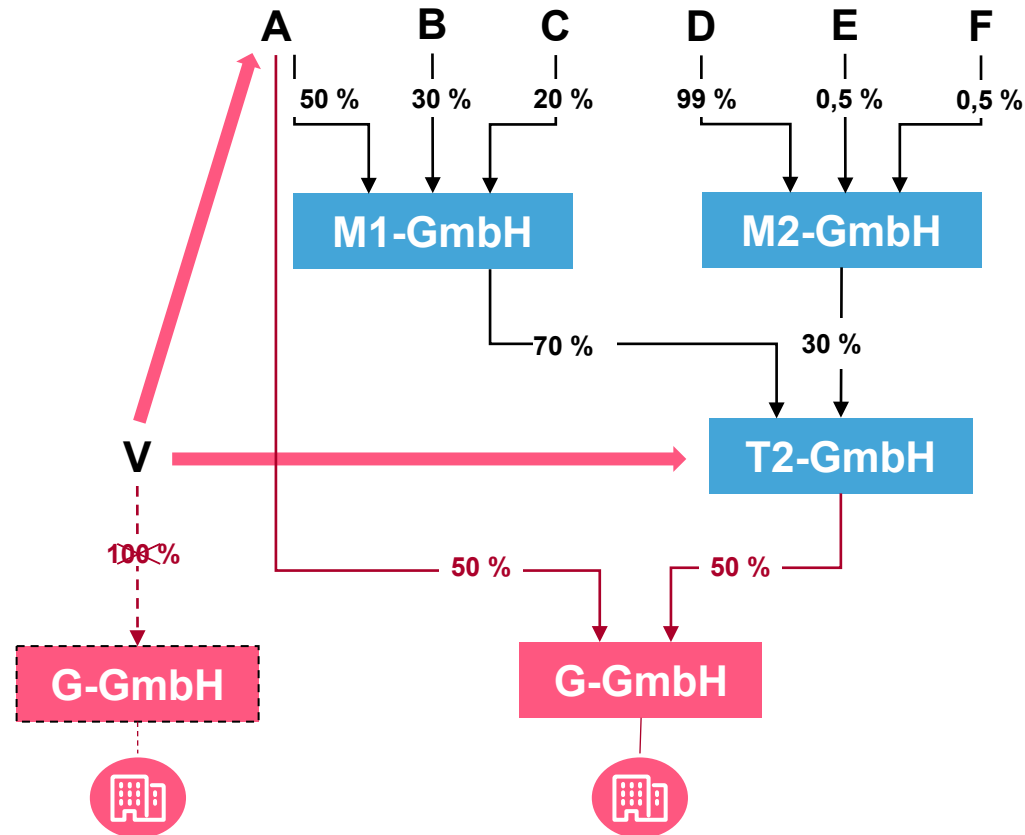 A B C D E F
50 % 30 % 20 % 99 % 0,5 % 0,5 %
M1-GmbH M2-GmbH
70 % 30 %
V T2-GmbH
100 %
50 % 50 %
G-GmbH G-GmbH